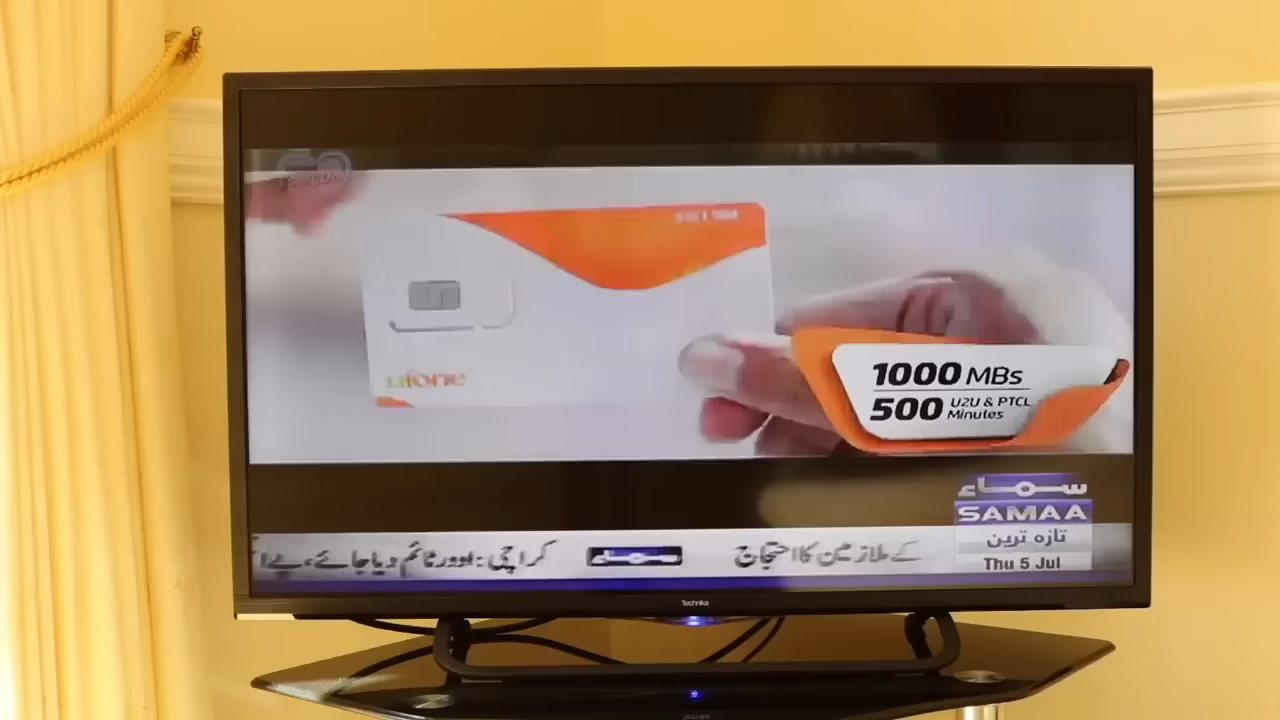 ufone
1000 MBs
500 U2U & PTCL
Minutes
سماء
SAMAA
تازہ ترین
Thu 5 Jul
کے ملازمین کا احتجاج
سماء
کراچی: اوور ٹائم دیا جائے،
Technika